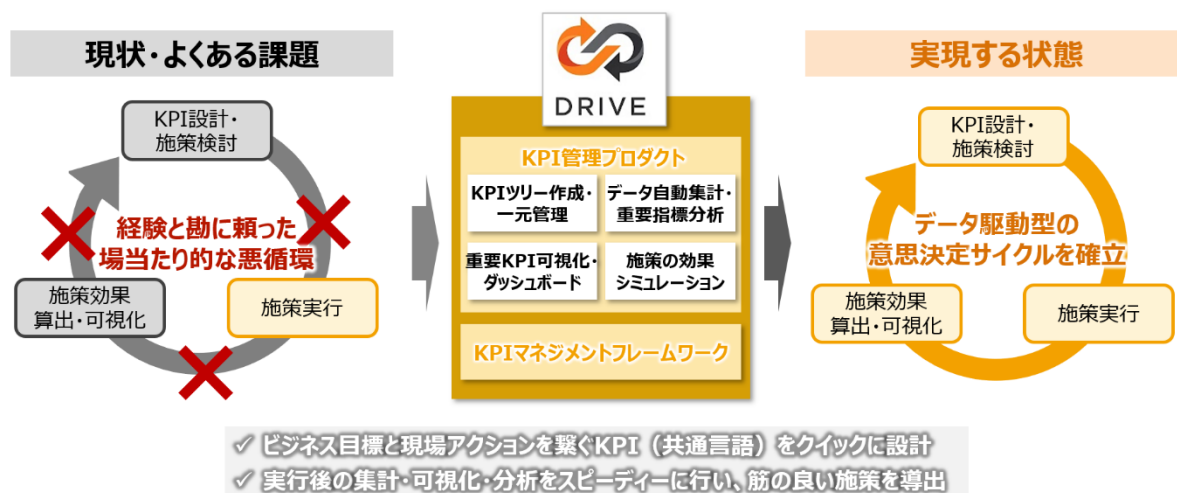 現状・よくある課題
KPI設計・
施策検討
経験と勘に頼った
場当たり的な悪循環
施策効果
算出・可視化
施策実行
DRIVE
KPI管理プロダクト
KPIツリー作成・
一元管理
データ自動集計・
重要指標分析
重要KPI可視化・
ダッシュボード
施策の効果
シミュレーション
KPIマネジメントフレームワーク
実現する状態
KPI設計・
施策検討
データ駆動型の
意思決定サイクルを確立
施策効果
算出・可視化
施策実行
✓ ビジネス目標と現場アクションを繋ぐKPI（共通言語）をクイックに設計
✓ 実行後の集計・可視化・分析をスピーディーに行い、筋の良い施策を導出